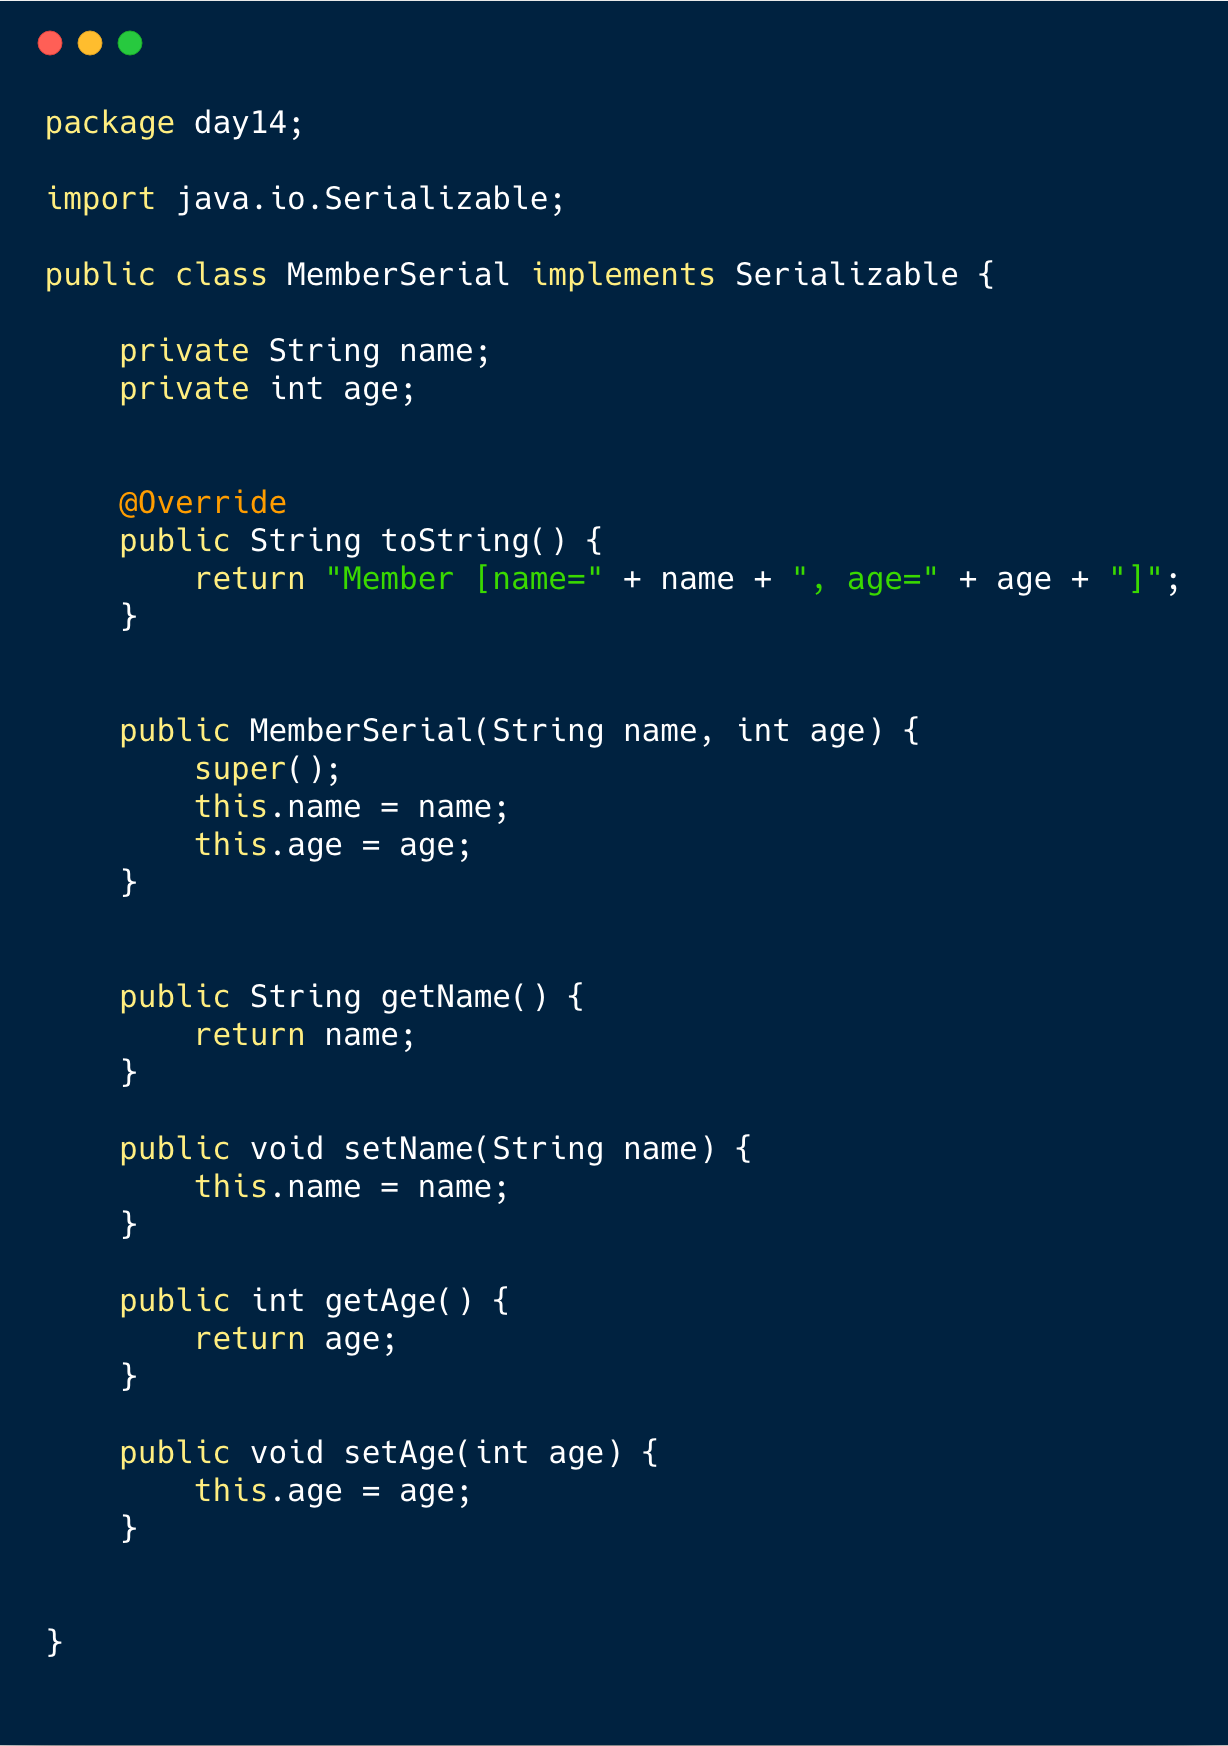 package day14;
import java.io.Serializable;
public class MemberSerial implements Serializable {
    private String name;
    private int age;
    @Override
    public String toString() {
        return "Member [name=" + name + ", age=" + age + "]";
    }
    public MemberSerial(String name, int age) {
        super();
        this.name = name;
        this.age = age;
    }
    public String getName() {
        return name;
    }
    public void setName(String name) {
        this.name = name;
    }
    public int getAge() {
        return age;
    }
    public void setAge(int age) {
        this.age = age;
    }
}